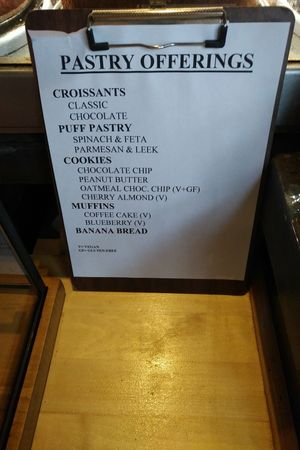 PASTRY OFFERINGS
CROISSANTS
CLASSIC
CHOCOLATE
PUFF PASTRY
SPINACH & FETA
PARMESAN & LEEK
COOKIES
CHOCOLATE CHIP
PEANUT BUTTER
OATMEAL CHOC. CHIP (V+GF)
CHERRY ALMOND (V)
MUFFINS
COFFEE CAKE (V)
BLUEBERRY (V)
BANANA BREAD
V= VEGAN
GF= GLUTEN-FREE